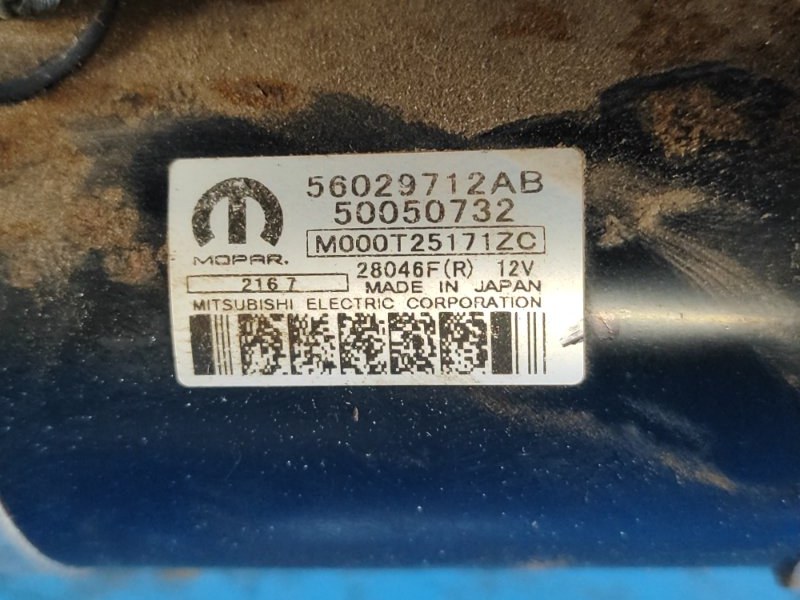 56029712AB
50050732
M000T25171ZC
MOPAR.
28046F(R) 12V
216 7
MADE IN JAPAN
MITSUBISHI ELECTRIC CORPORATION